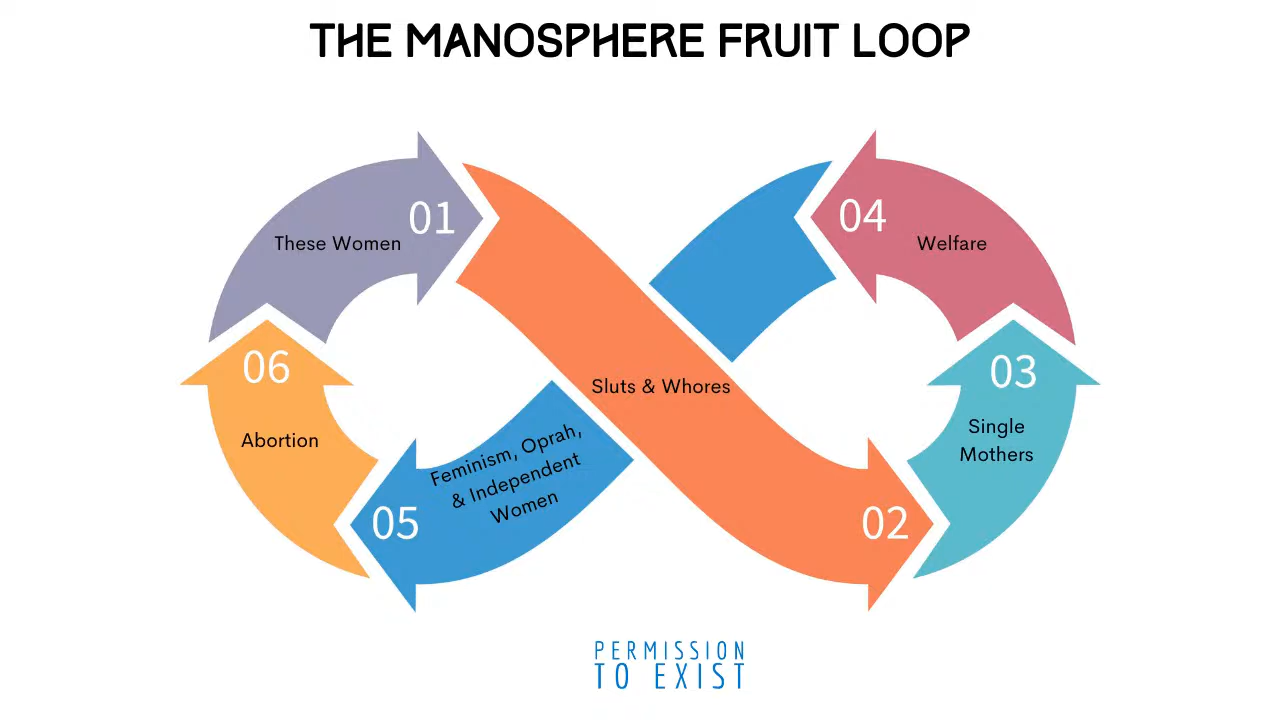 THE MANOSPHERE FRUIT LOOP
01
These Women
Sluts & Whores
02
03
Single
Mothers
04
Welfare
Feminism, Oprah,
& Independent
Women
05
06
Abortion
PERMISSION
TO EXIST